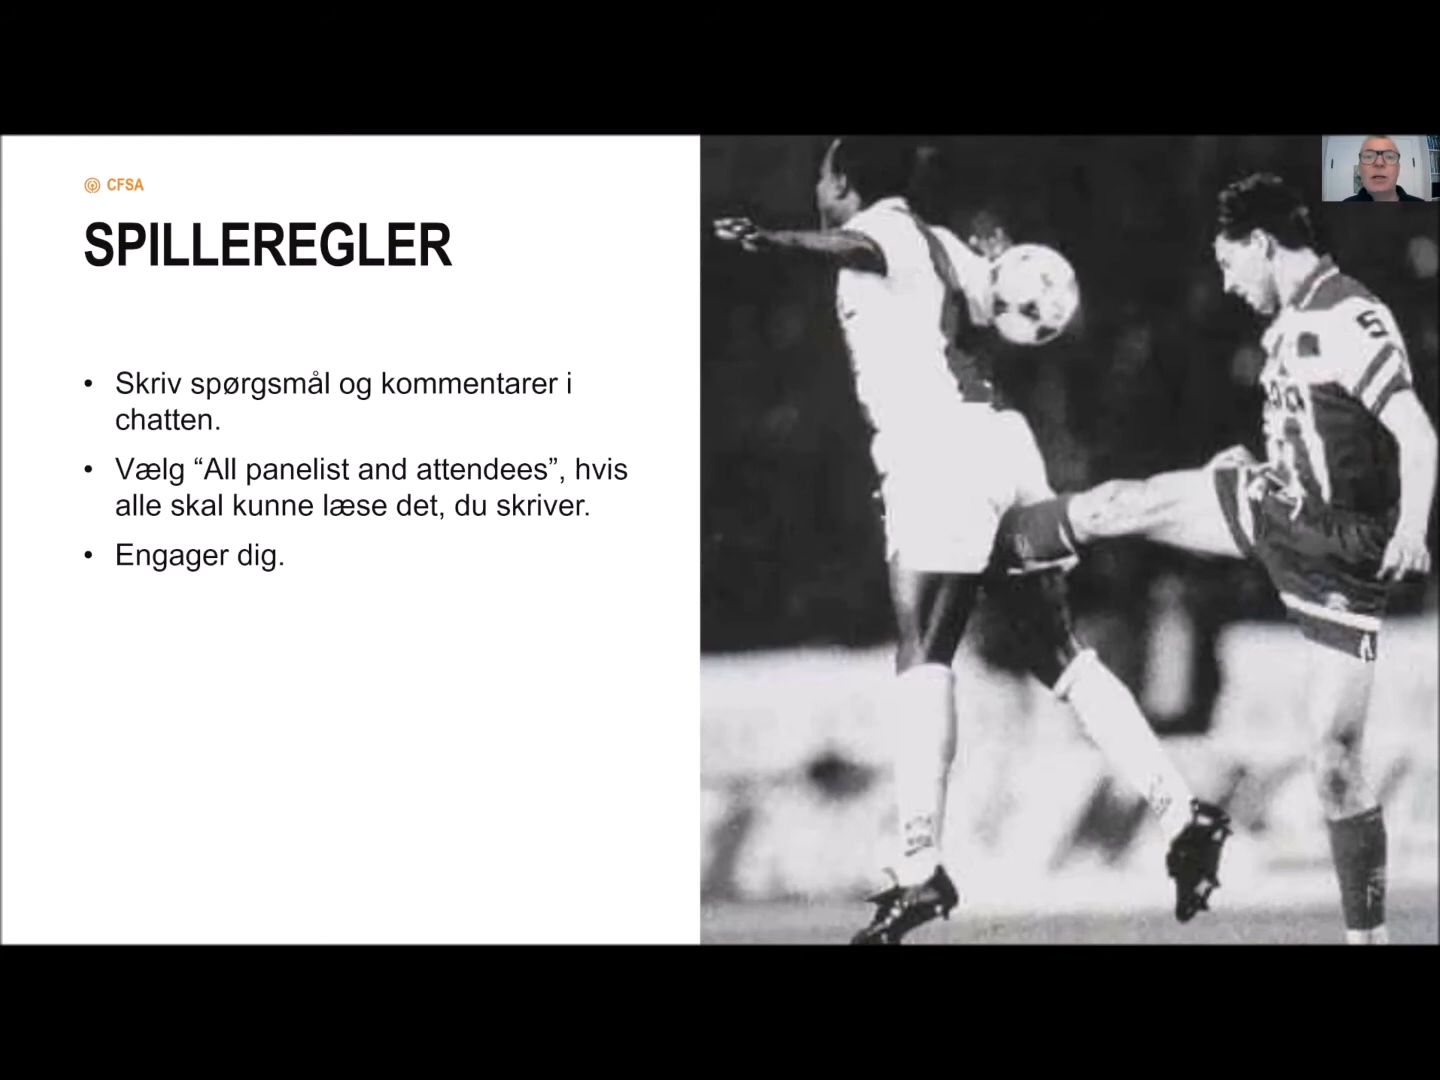 CFSA
SPILLEREGLER
• Skriv spørgsmål og kommentarer i
chatten.
• Vælg “All panelist and attendees”, hvis
alle skal kunne læse det, du skriver.
• Engager dig.
5